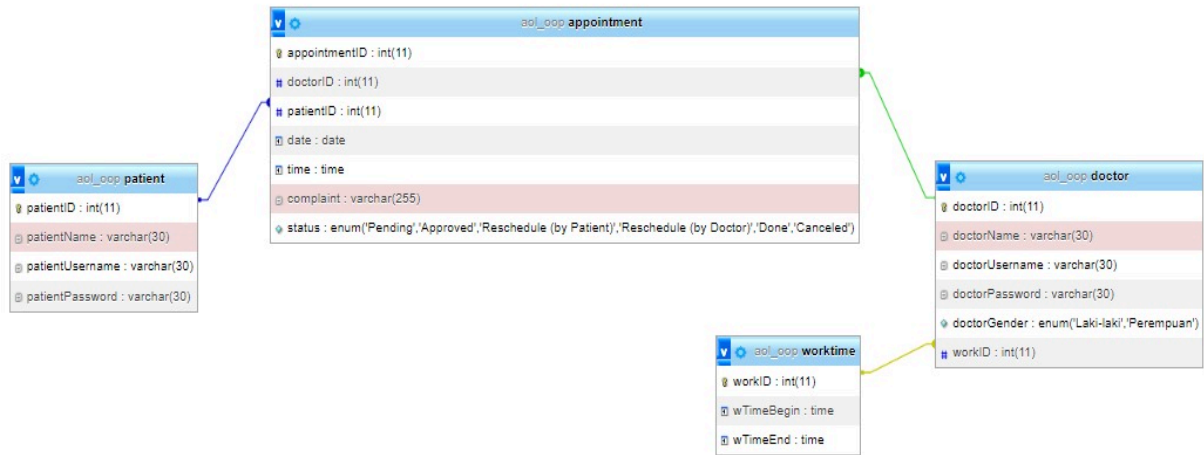 aol_oop appointment
appointmentID : int(11)
doctorID : int(11)
patientID : int(11)
date : date
time : time
complaint : varchar(255)
status : enum('Pending','Approved','Reschedule (by Patient)','Reschedule (by Doctor)','Done','Canceled')
aol_oop patient
patientID : int(11)
patientName : varchar(30)
patientUsername : varchar(30)
patientPassword : varchar(30)
aol_oop doctor
doctorID : int(11)
doctorName : varchar(30)
doctorUsername : varchar(30)
doctorPassword : varchar(30)
doctorGender : enum('Laki-laki','Perempuan')
workID : int(11)
aol_oop worktime
workID : int(11)
wTimeBegin : time
wTimeEnd : time